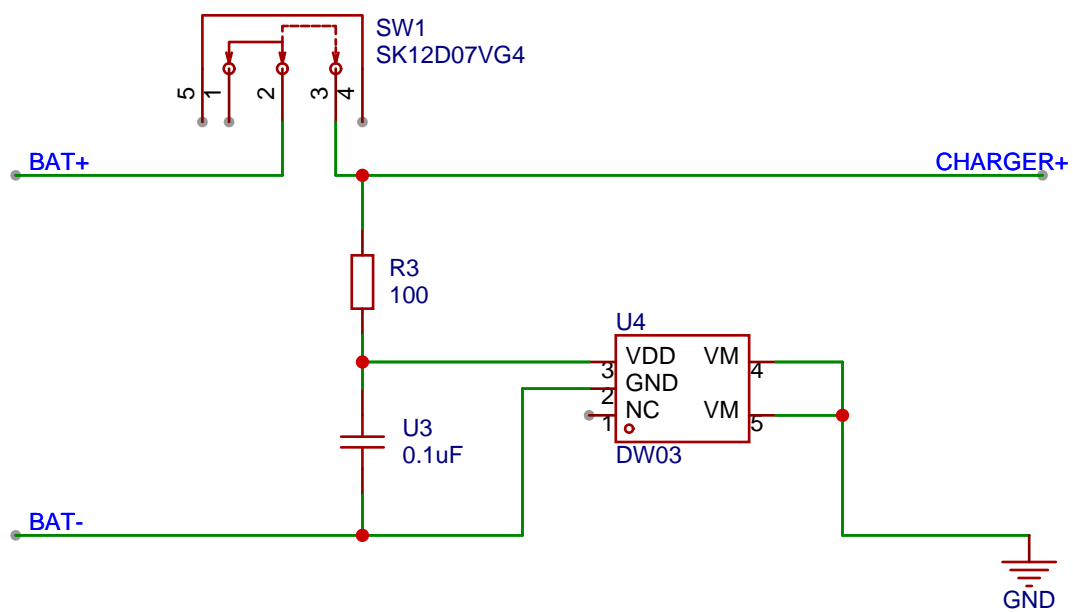 SW1
SK12D07VG4
5
1
2
3
4
BAT+
CHARGER+
R3
100
U4
VDD
VM
3
4
GND
2
NC
VM
1
5
DW03
U3
0.1uF
BAT-
GND